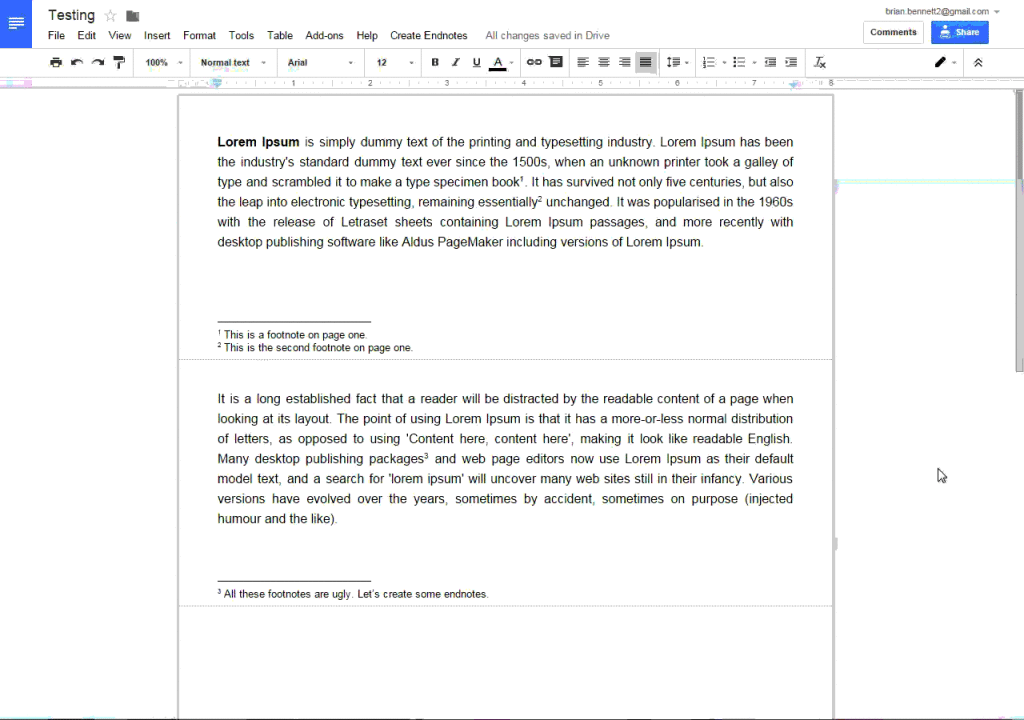 Testing
brian.bennett2@gmail.com
File Edit View Insert Format Tools Table Add-ons Help Create Endnotes All changes saved in Drive
Comments Share
100% Normal text Arial 12 B I U A
1 2 3 4 5 6 7 8
Lorem Ipsum is simply dummy text of the printing and typesetting industry. Lorem Ipsum has been
the industry's standard dummy text ever since the 1500s, when an unknown printer took a galley of
type and scrambled it to make a type specimen book¹. It has survived not only five centuries, but also
the leap into electronic typesetting, remaining essentially² unchanged. It was popularised in the 1960s
with the release of Letraset sheets containing Lorem Ipsum passages, and more recently with
desktop publishing software like Aldus PageMaker including versions of Lorem Ipsum.
¹ This is a footnote on page one.
² This is the second footnote on page one.
It is a long established fact that a reader will be distracted by the readable content of a page when
looking at its layout. The point of using Lorem Ipsum is that it has a more-or-less normal distribution
of letters, as opposed to using 'Content here, content here', making it look like readable English.
Many desktop publishing packages³ and web page editors now use Lorem Ipsum as their default
model text, and a search for 'lorem ipsum' will uncover many web sites still in their infancy. Various
versions have evolved over the years, sometimes by accident, sometimes on purpose (injected
humour and the like).
³ All these footnotes are ugly. Let's create some endnotes.